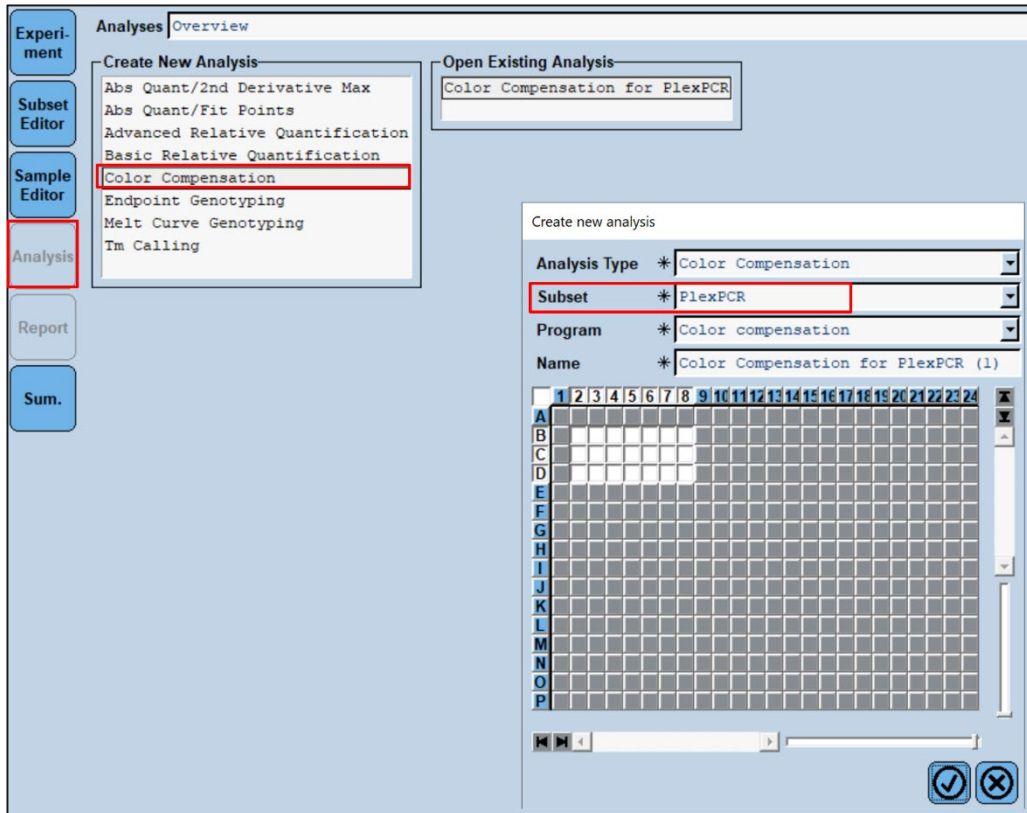 Experi-
ment
Subset
Editor
Sample
Editor
Analysis
Report
Sum.
Analyses Overview
Create New Analysis
Abs Quant/2nd Derivative Max
Abs Quant/Fit Points
Advanced Relative Quantification
Basic Relative Quantification
Color Compensation
Endpoint Genotyping
Melt Curve Genotyping
Tm Calling
Open Existing Analysis
Color Compensation for PlexPCR
Create new analysis
Analysis Type * Color Compensation
Subset * PlexPCR
Program * Color compensation
Name * Color Compensation for PlexPCR (1)
1 2 3 4 5 6 7 8 9 10 11 12 13 14 15 16 17 18 19 20 21 22 23 24
A
B
C
D
E
F
G
H
I
J
K
L
M
N
O
P